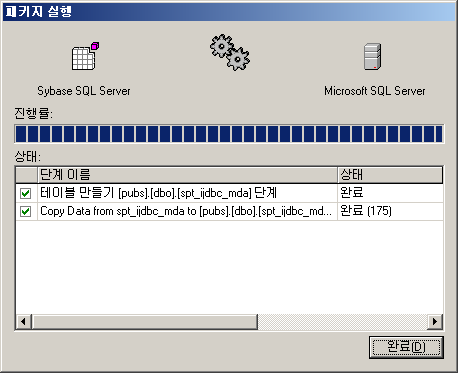 패키지 실행
Sybase SQL Server
Microsoft SQL Server
진행률:
상태:
단계 이름 상태
테이블 만들기 [pubs].[dbo].[spt_ijdbc_mda] 단계 완료
Copy Data from spt_ijdbc_mda to [pubs].[dbo].[spt_ijdbc_md... 완료 (175)
완료(D)